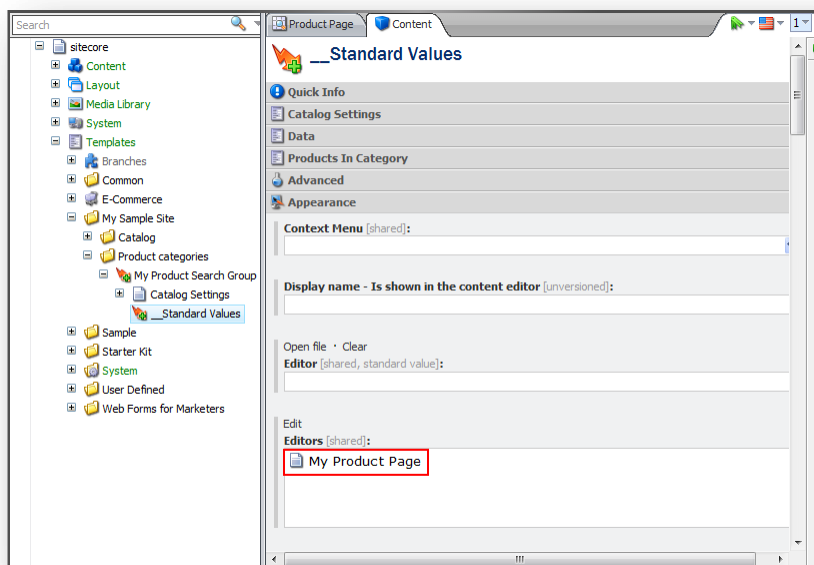 Search
sitecore
Content
Layout
Media Library
System
Templates
Branches
Common
E-Commerce
My Sample Site
Catalog
Product categories
My Product Search Group
Catalog Settings
__Standard Values
Sample
Starter Kit
System
User Defined
Web Forms for Marketers
Product Page
Content
1
__Standard Values
Quick Info
Catalog Settings
Data
Products In Category
Advanced
Appearance
Context Menu [shared]:
Display name - Is shown in the content editor [unversioned]:
Open file · Clear
Editor [shared, standard value]:
Edit
Editors [shared]:
My Product Page